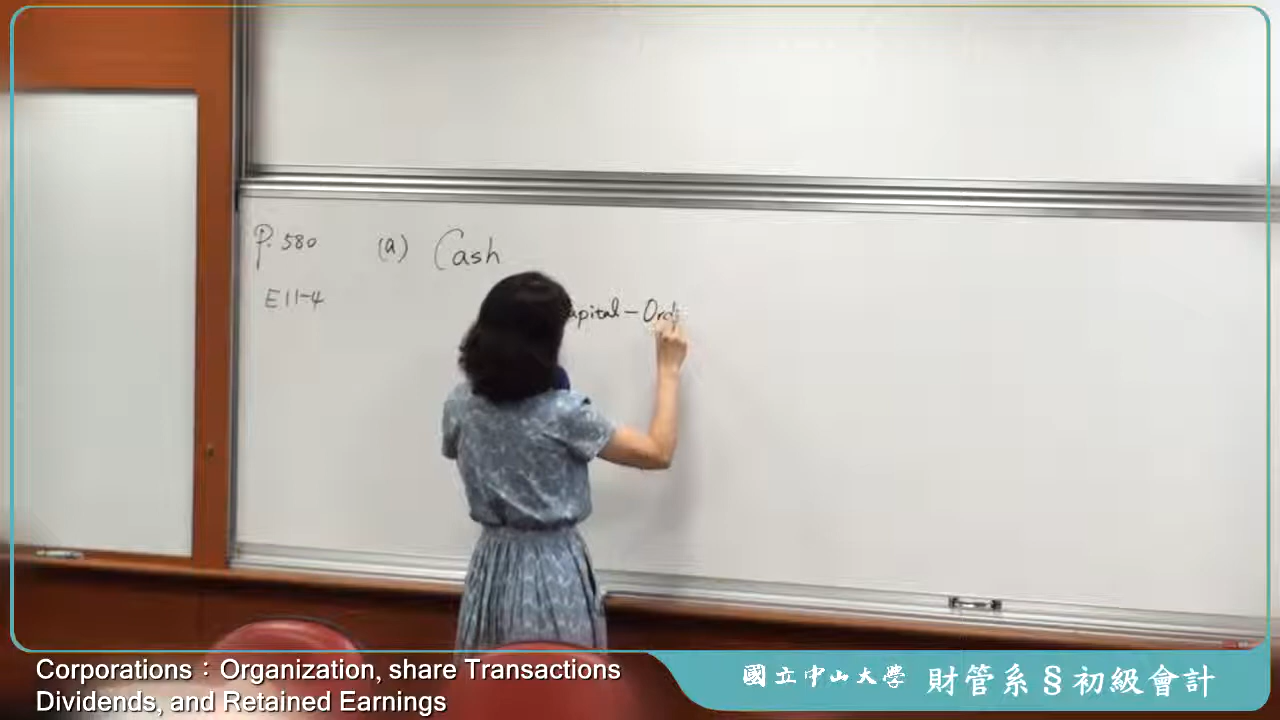 P. 580 (a) Cash
E11-4 apital - Ord
Corporations：Organization, share Transactions
Dividends, and Retained Earnings
國立中山大學 財管系§初級會計